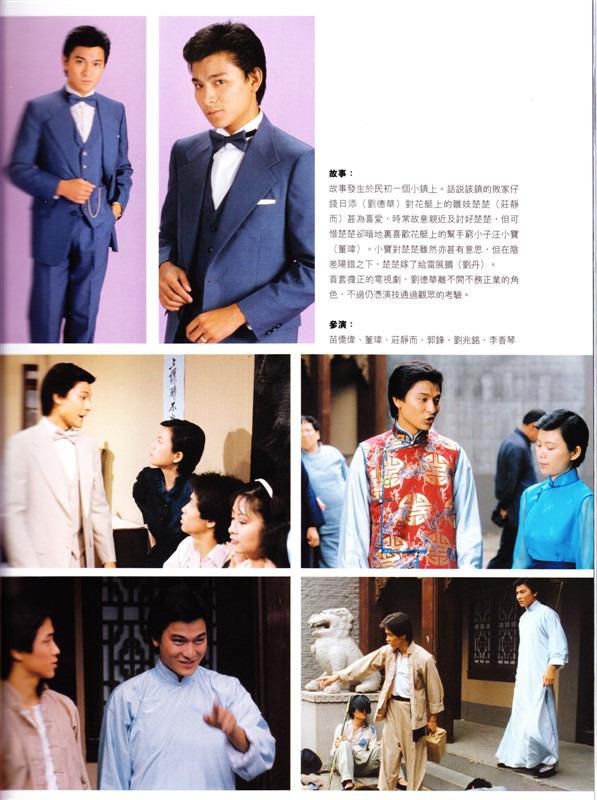 故事：
故事發生於民初一個小鎮上。話說該鎮的敗家仔
錢日添（劉德華）對花艇上的雛妓楚楚（莊靜
而）甚為喜愛，時常故意親近及討好楚楚，但可
惜楚楚卻暗地裏喜歡花艇上的幫手窮小子汪小寶
（董瑋）。小寶對楚楚雖然亦甚有意思，但在陰
差陽錯之下，楚楚嫁了給雷展鵬（劉丹）。
首套擔正的電視劇，劉德華離不開不務正業的角
色，不過仍憑演技通過觀眾的考驗。
參演：
苗僑偉、董瑋、莊靜而、郭鋒、劉兆銘、李香琴